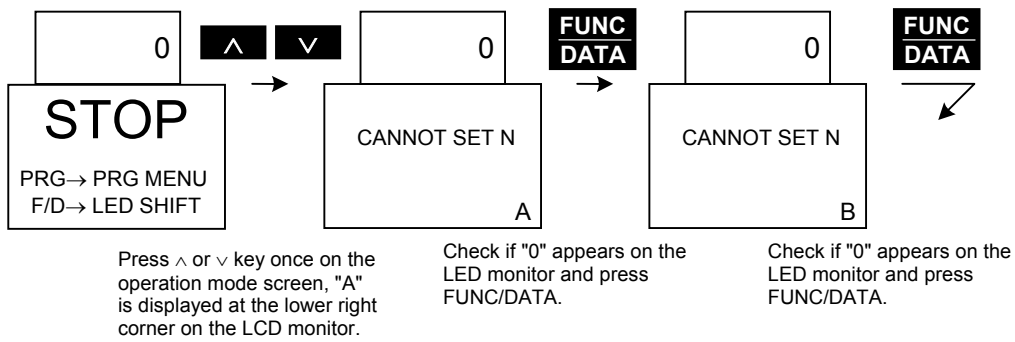 0
STOP
PRG→ PRG MENU
F/D→ LED SHIFT
∧ ∨
0
CANNOT SET N
A
FUNC
DATA
0
CANNOT SET N
B
FUNC
DATA
Press ∧ or ∨ key once on the
operation mode screen, "A"
is displayed at the lower right
corner on the LCD monitor.
Check if "0" appears on the
LED monitor and press
FUNC/DATA.
Check if "0" appears on the
LED monitor and press
FUNC/DATA.